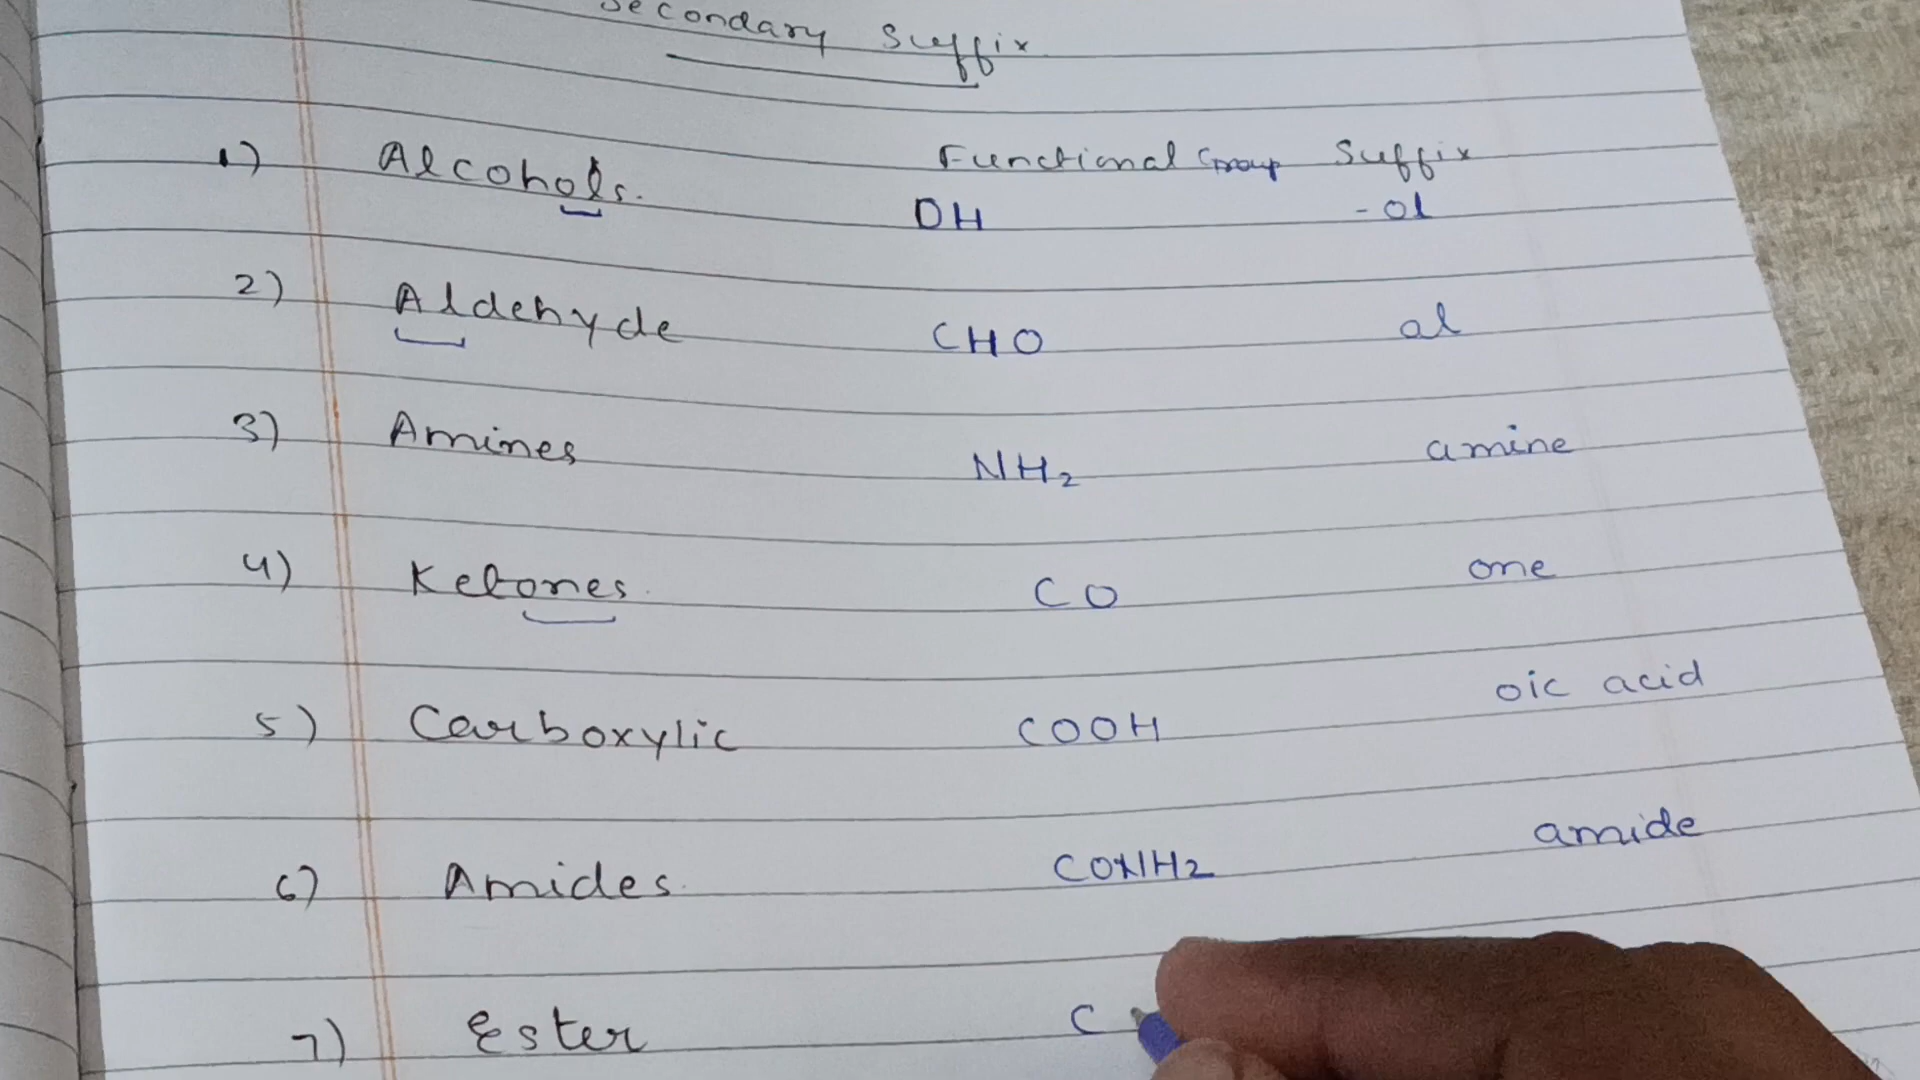 Secondary Suffix
Functional Group Suffix
1) Alcohols. OH - ol
2) Aldehyde CHO al
3) Amines NH2 amine
4) Ketones. CO one
5) Carboxylic COOH oic acid
6) Amides. CONH2 amide
7) Ester C